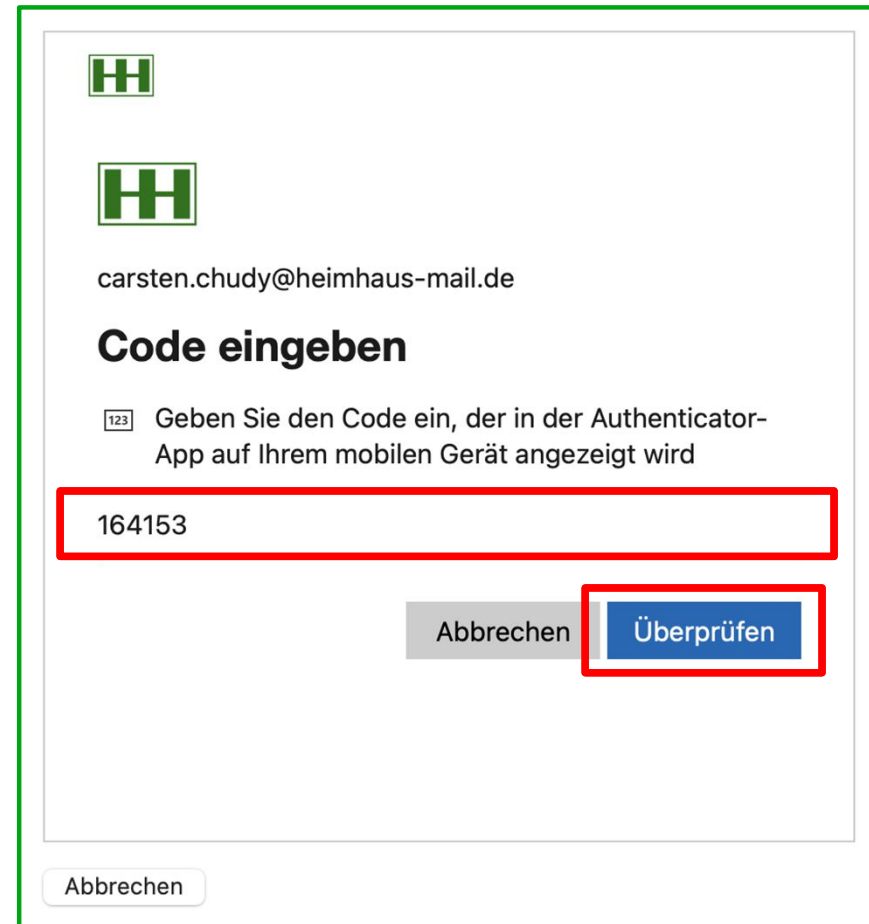 HH
HH
carsten.chudy@heimhaus-mail.de
Code eingeben
123 Geben Sie den Code ein, der in der Authenticator-
App auf Ihrem mobilen Gerät angezeigt wird
164153
Abbrechen Überprüfen
Abbrechen